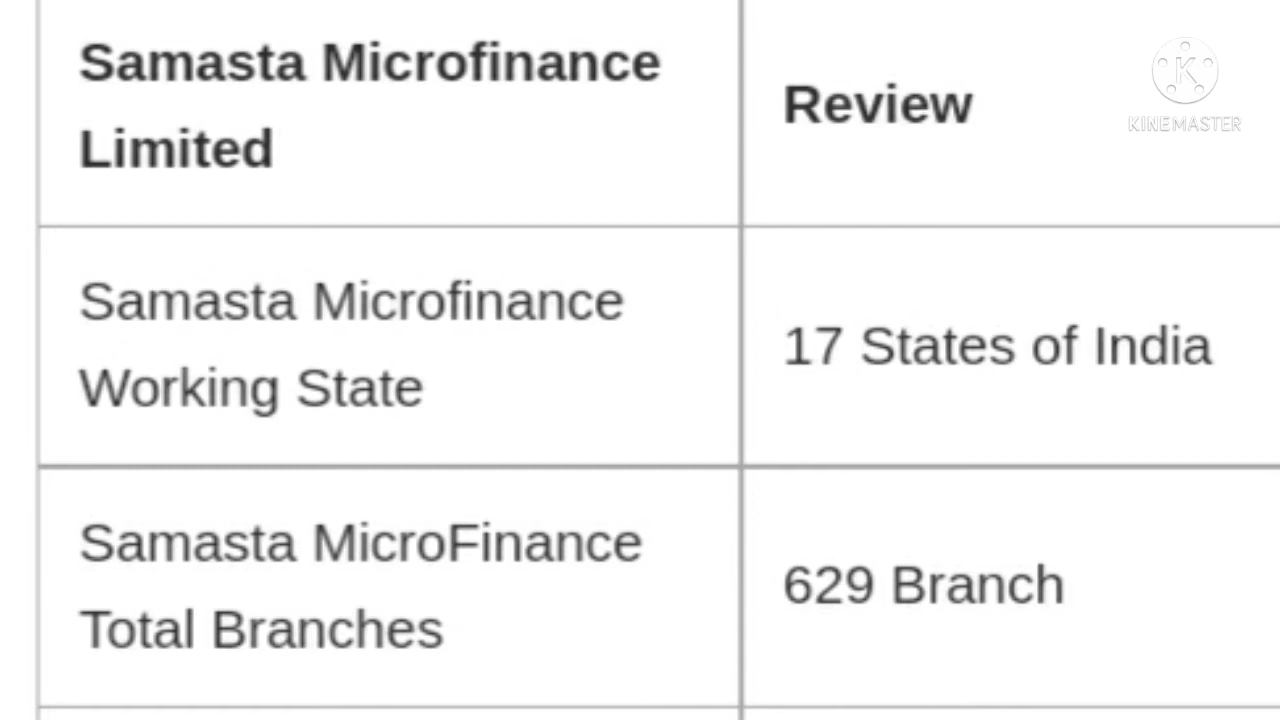 Samasta Microfinance
Limited
Review
KINEMASTER
Samasta Microfinance
Working State
17 States of India
Samasta MicroFinance
Total Branches
629 Branch